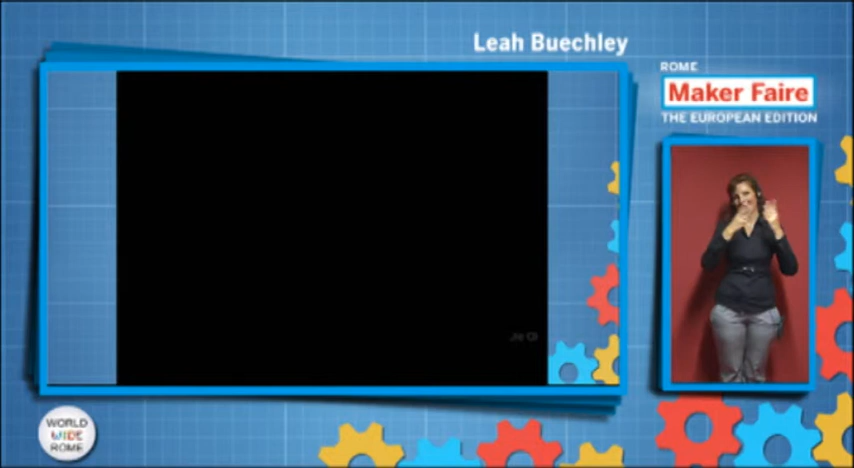 Leah Buechley
ROME
Maker Faire
THE EUROPEAN EDITION
WORLD
WIDE
ROME